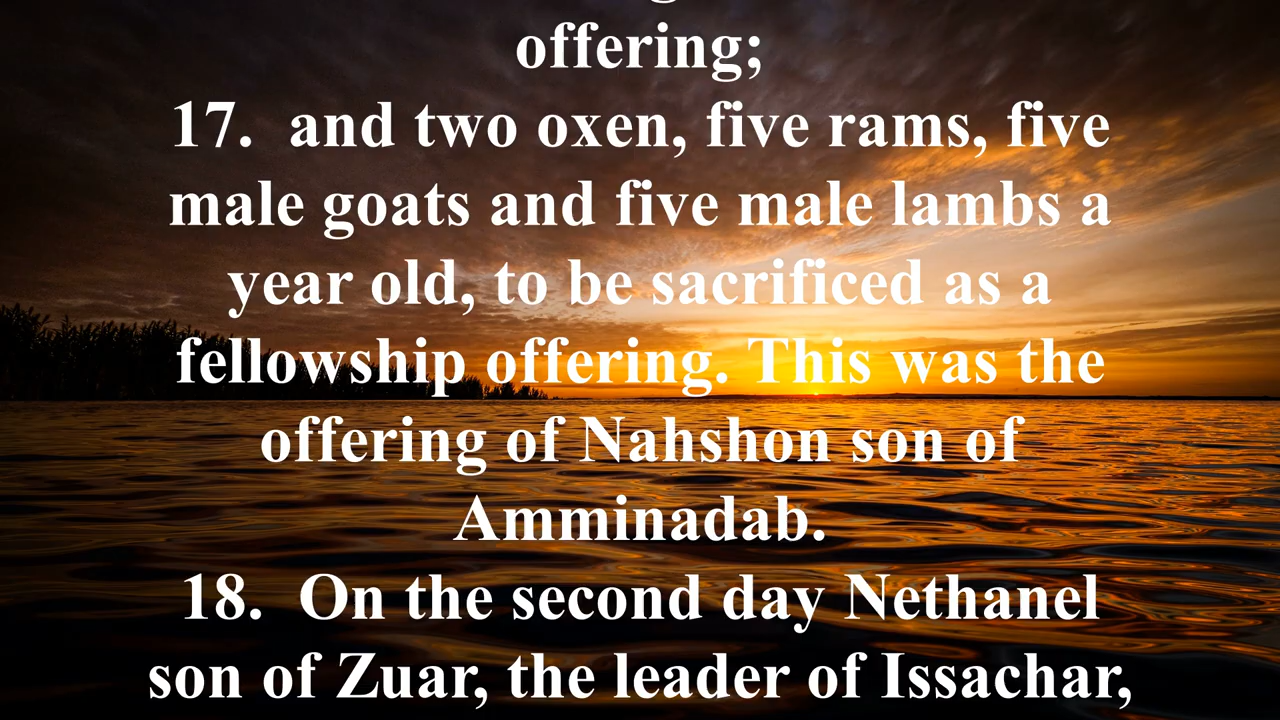 offering;
17. and two oxen, five rams, five
male goats and five male lambs a
year old, to be sacrificed as a
fellowship offering. This was the
offering of Nahshon son of
Amminadab.
18. On the second day Nethanel
son of Zuar, the leader of Issachar,